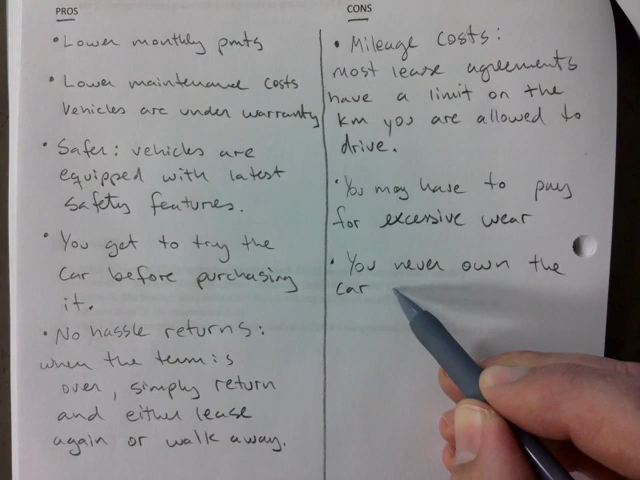 PROS
• Lower monthly pmts
• Lower maintenance costs
vehicles are under warranty
• Safer: vehicles are
equipped with latest
safety features.
• You get to try the
car before purchasing
it.
• No hassle returns:
when the term is
over, simply return
and either lease
again or walk away.
CONS
• Mileage costs:
most lease agreements
have a limit on the
km you are allowed to
drive.
• You may have to pay
for excessive wear
• You never own the
car